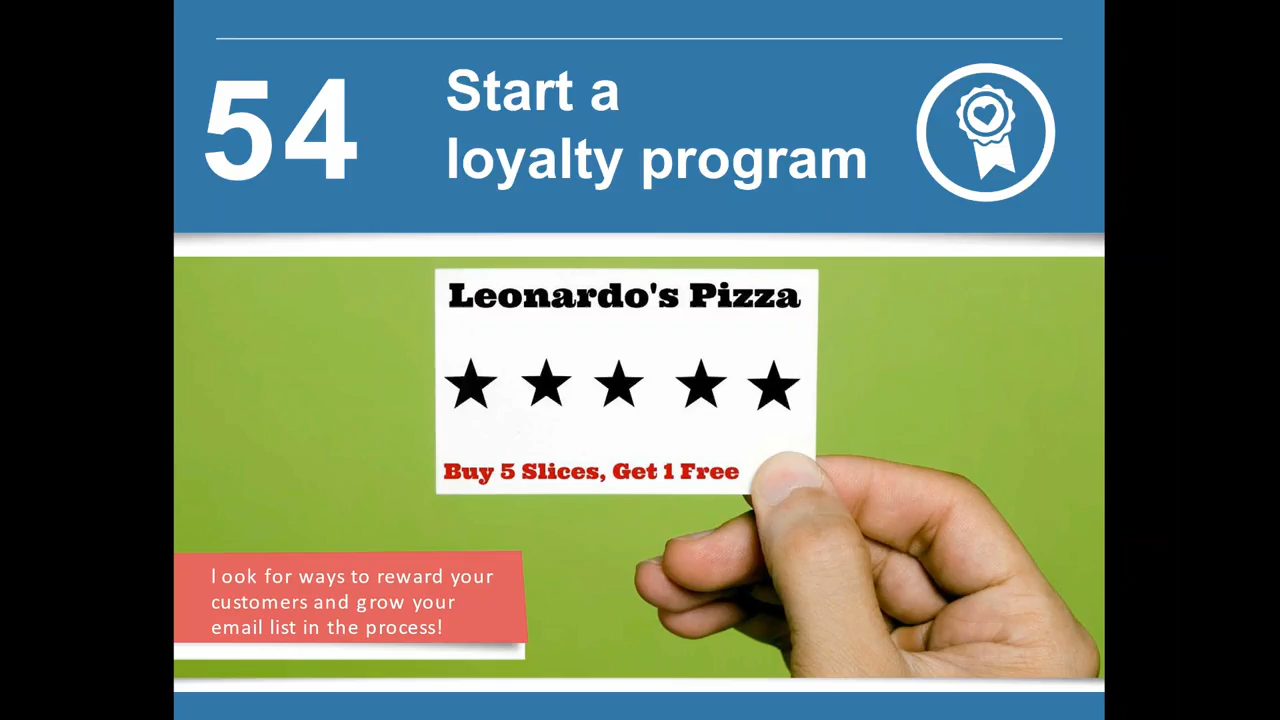 54
Start a
loyalty program
Leonardo's Pizza
Buy 5 Slices, Get 1 Free
look for ways to reward your
customers and grow your
email list in the process!